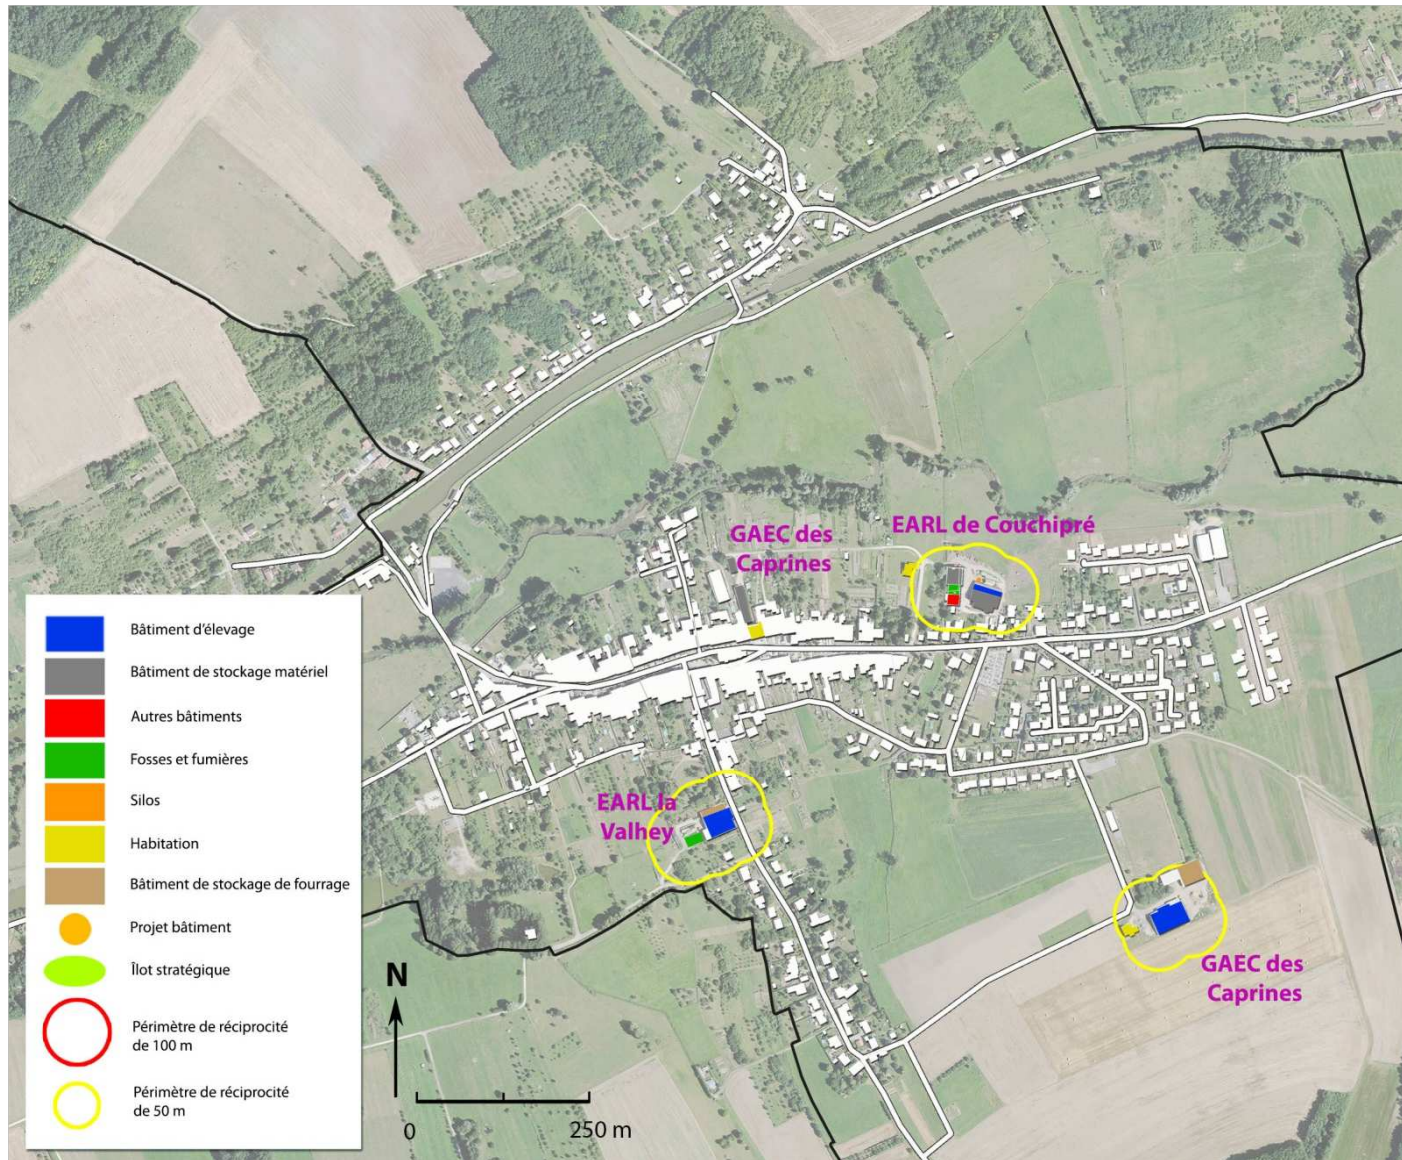 GAEC des
Caprines
EARL de Couchipré
EARL la
Valhey
GAEC des
Caprines
Bâtiment d'élevage
Bâtiment de stockage matériel
Autres bâtiments
Fosses et fumières
Silos
Habitation
Bâtiment de stockage de fourrage
Projet bâtiment
Îlot stratégique
Périmètre de réciprocité
de 100 m
Périmètre de réciprocité
de 50 m
N
0
250 m